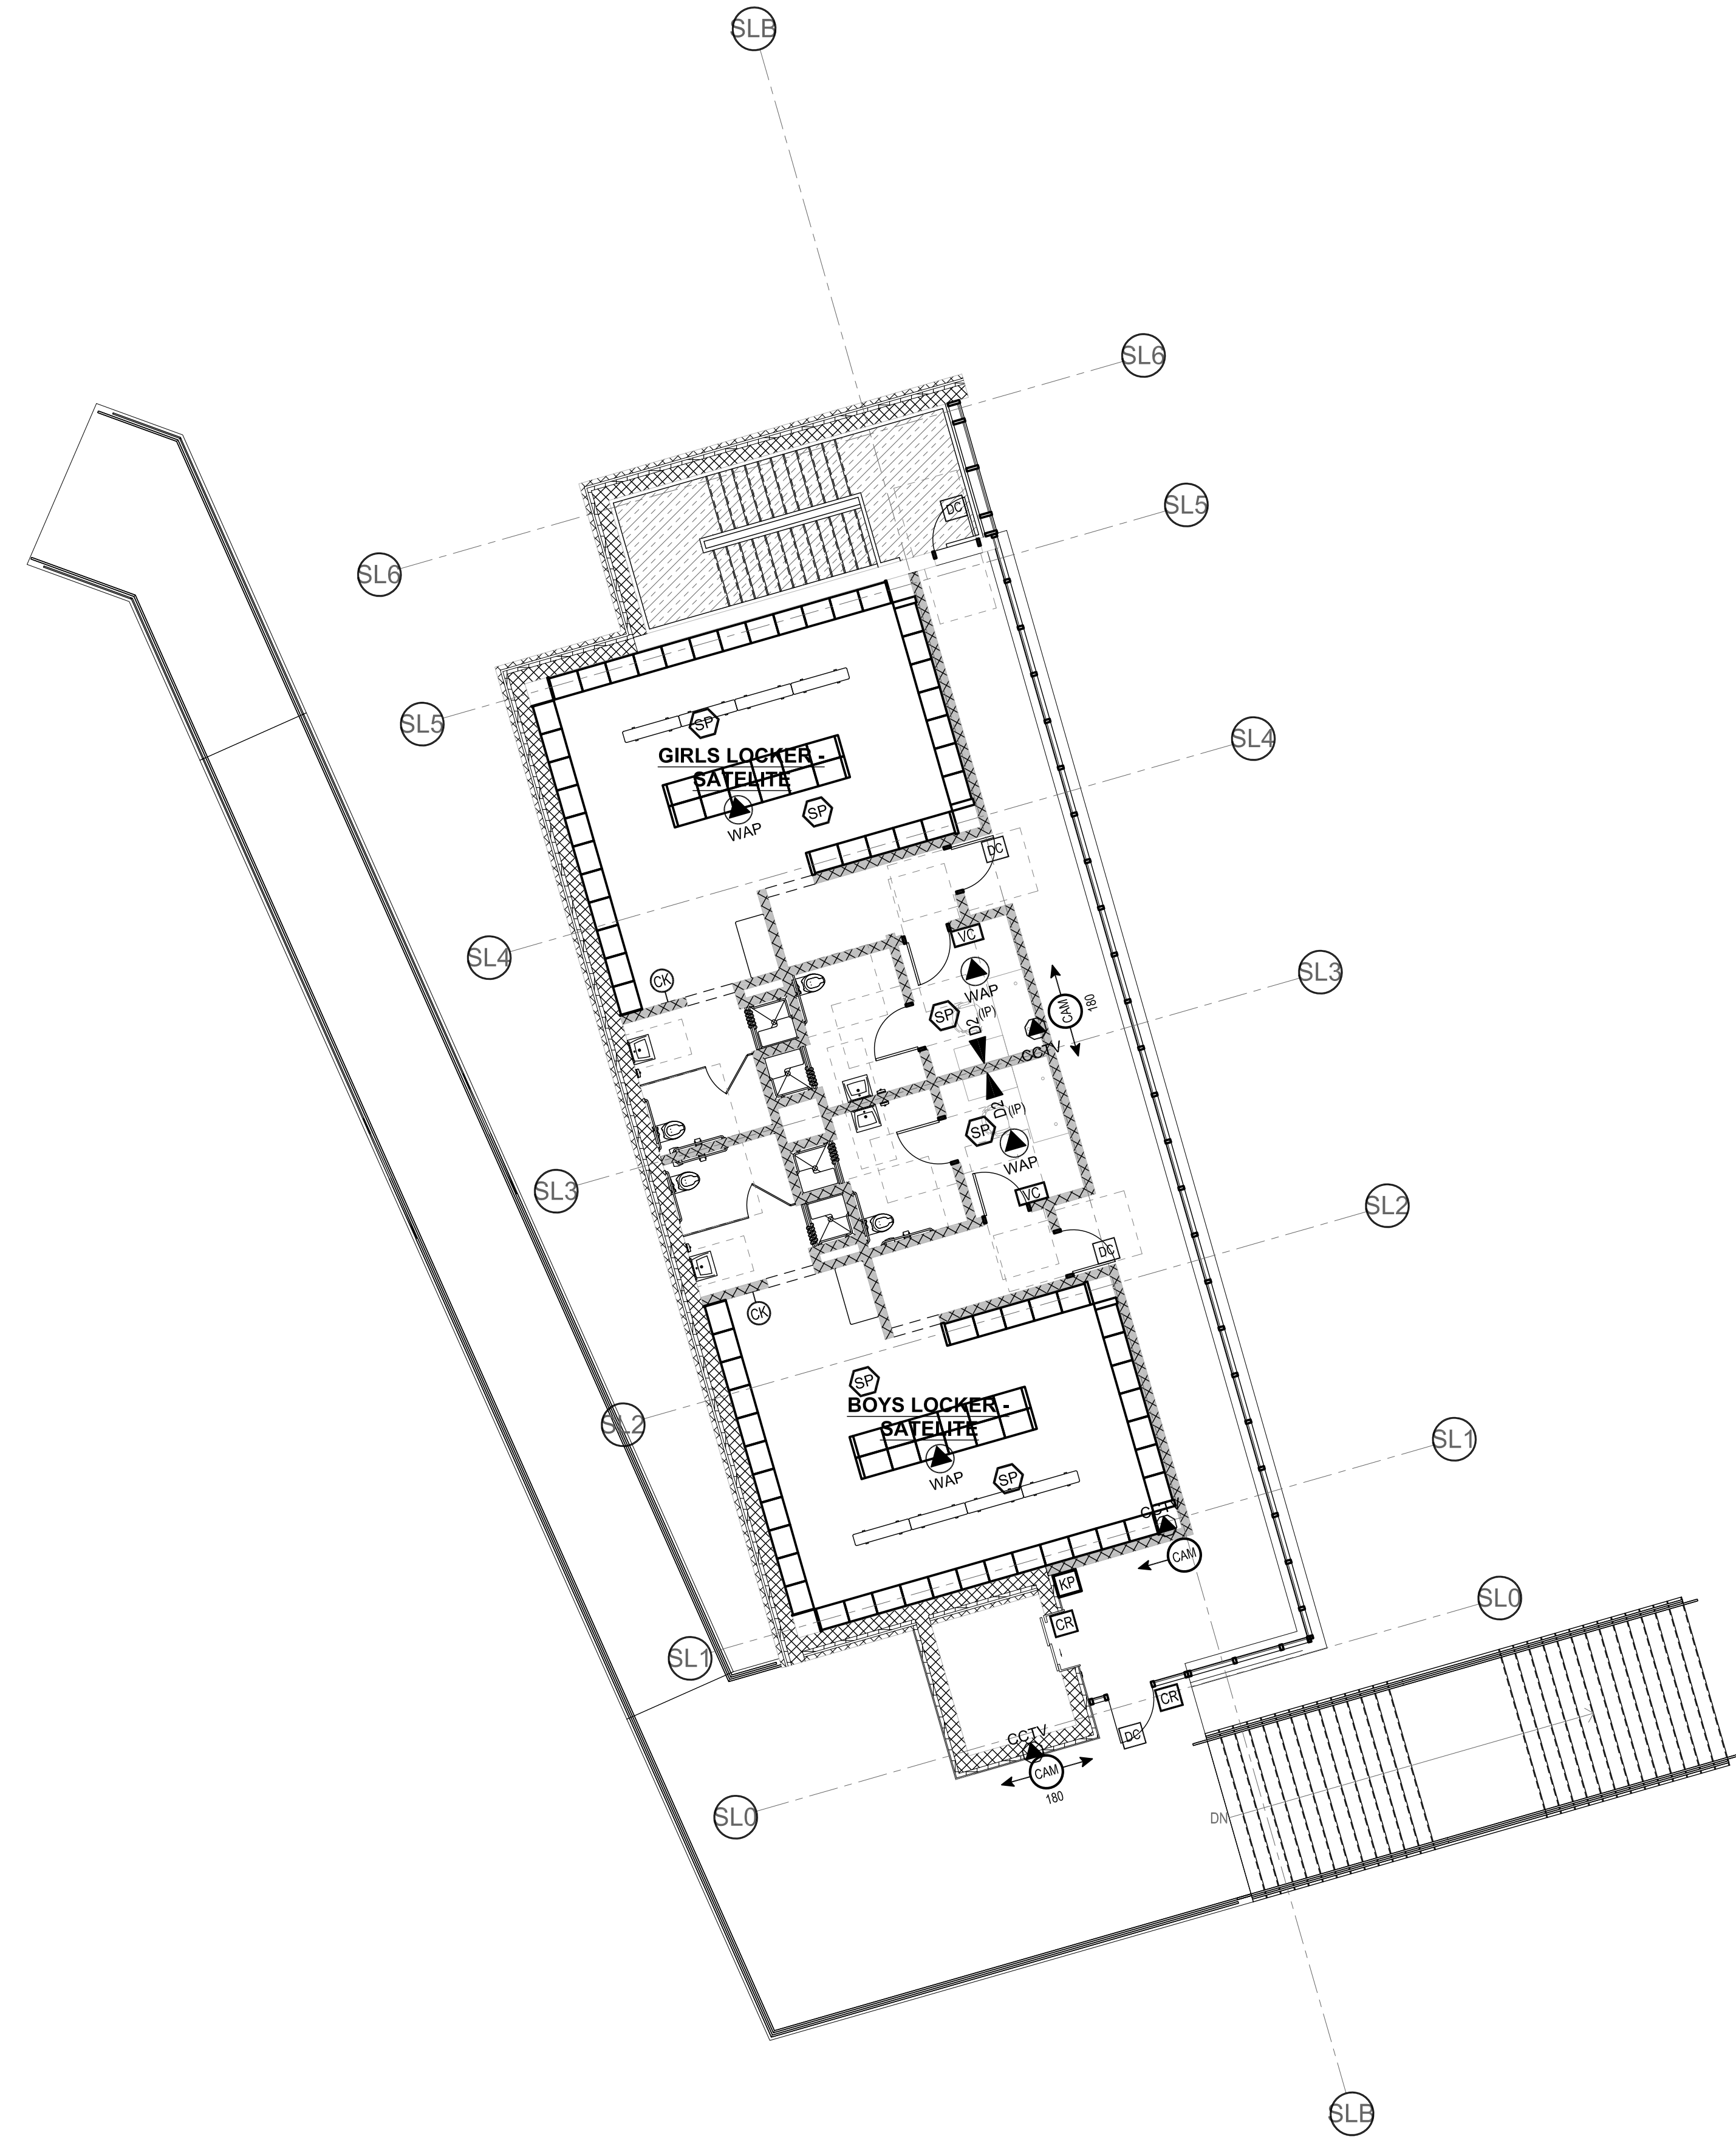 SLB
SL6
SL5
DC
SL6
SL5
SP
SL4
GIRLS LOCKER -
SATELITE
SP
WAP
DC
VC
SL4
SL3
CK
WAP
CAM
180
SP
(IP)
D2
CCTV
D2
(IP)
SP
WAP
SL3
VC
SL2
DC
CK
SP
SL2
BOYS LOCKER -
SATELITE
SL1
WAP
SP
CCTV
CAM
KP
SL0
CR
SL1
CR
DC
CCTV
CAM
180
SL0
DN
SLB